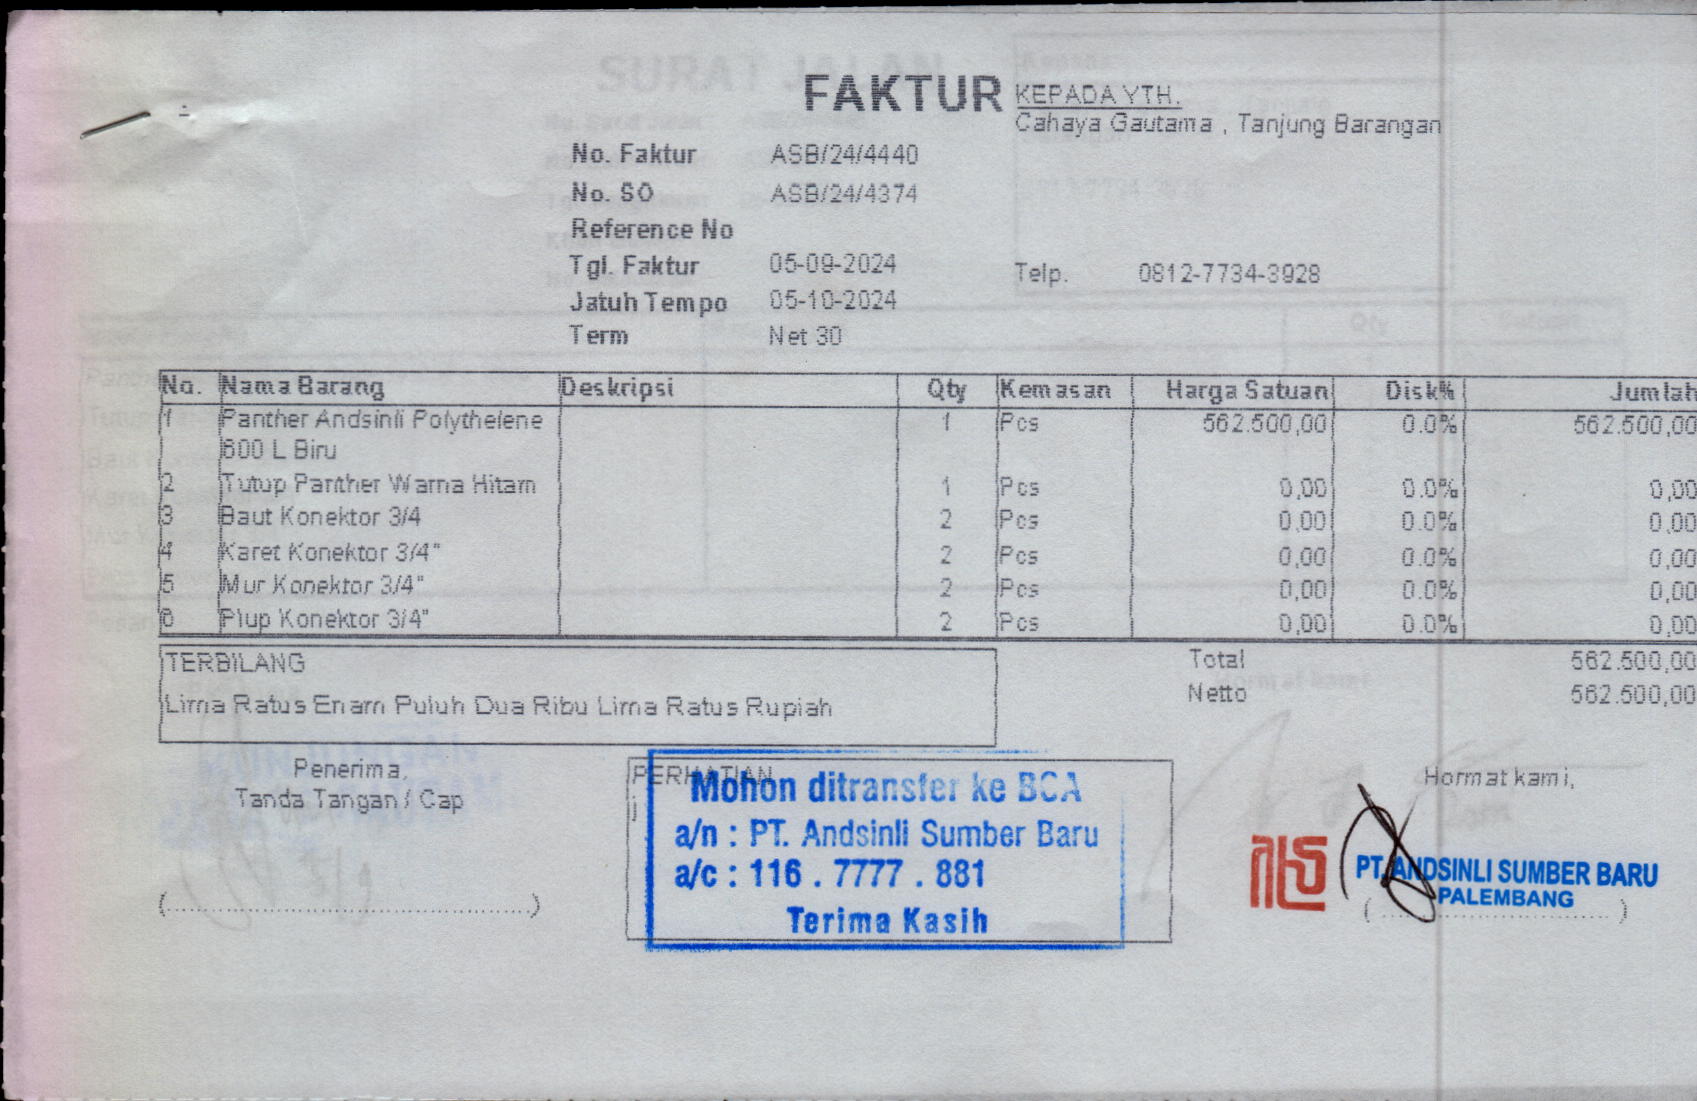 FAKTUR
KEPADA YTH.
Cahaya Gautama , Tanjung Barangan
No. Faktur ASB/24/4440
No. SO ASB/24/4374
Reference No
Tgl. Faktur 05-09-2024
Telp. 0812-7734-3928
Jatuh Tempo 05-10-2024
Term Net 30
No. Nama Barang Deskripsi Qty Kemasan Harga Satuan Disk% Jumlah
1 Panther Andsinli Polythelene 1 Pcs 562.500,00 0.0% 562.500,00
600 L Biru
2 Tutup Panther Warna Hitam 1 Pcs 0,00 0.0% 0,00
3 Baut Konektor 3/4 2 Pcs 0,00 0.0% 0,00
4 Karet Konektor 3/4" 2 Pcs 0,00 0.0% 0,00
5 Mur Konektor 3/4" 2 Pcs 0,00 0.0% 0,00
6 Plup Konektor 3/4" 2 Pcs 0,00 0.0% 0,00
TERBILANG
Lima Ratus Enam Puluh Dua Ribu Lima Ratus Rupiah
Total 562.500,00
Netto 562.500,00
Penerima,
Tanda Tangan / Cap
(....................................................)
PERHATIAN
Mohon ditransfer ke BCA
a/n : PT. Andsinli Sumber Baru
a/c : 116 . 7777 . 881
Terima Kasih
Hormat kami,
PT. ANDSINLI SUMBER BARU
PALEMBANG
(....................................)
SURAT JALAN